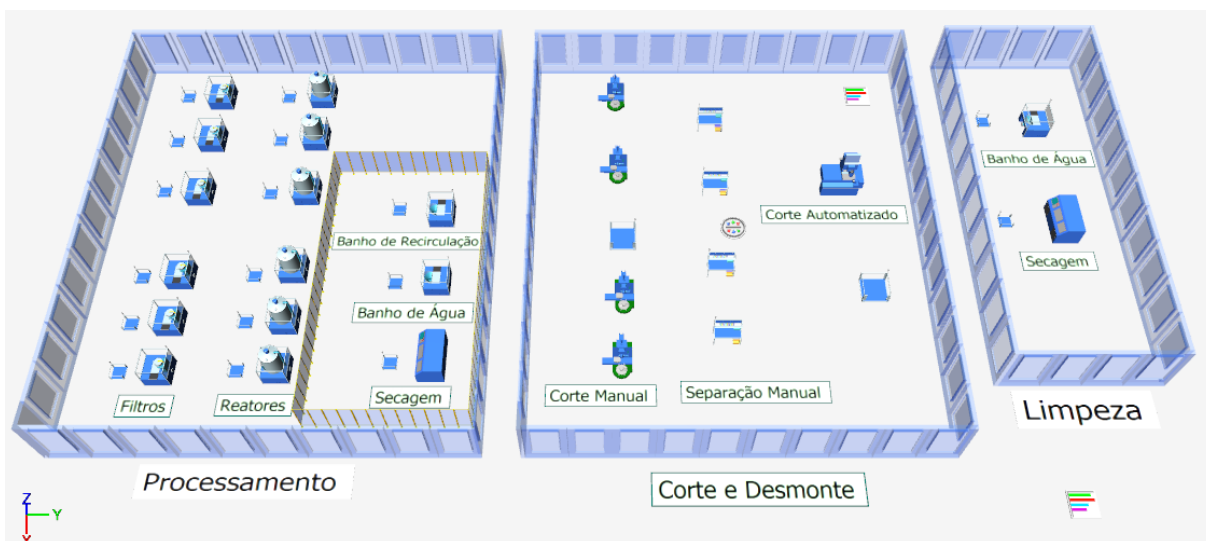 Banho de Água
Corte Automatizado
Banho de Recirculação
Secagem
Banho de Água
Secagem
Corte Manual
Separação Manual
Filtros
Reatores
Limpeza
Processamento
Corte e Desmonte
Z
Y
X